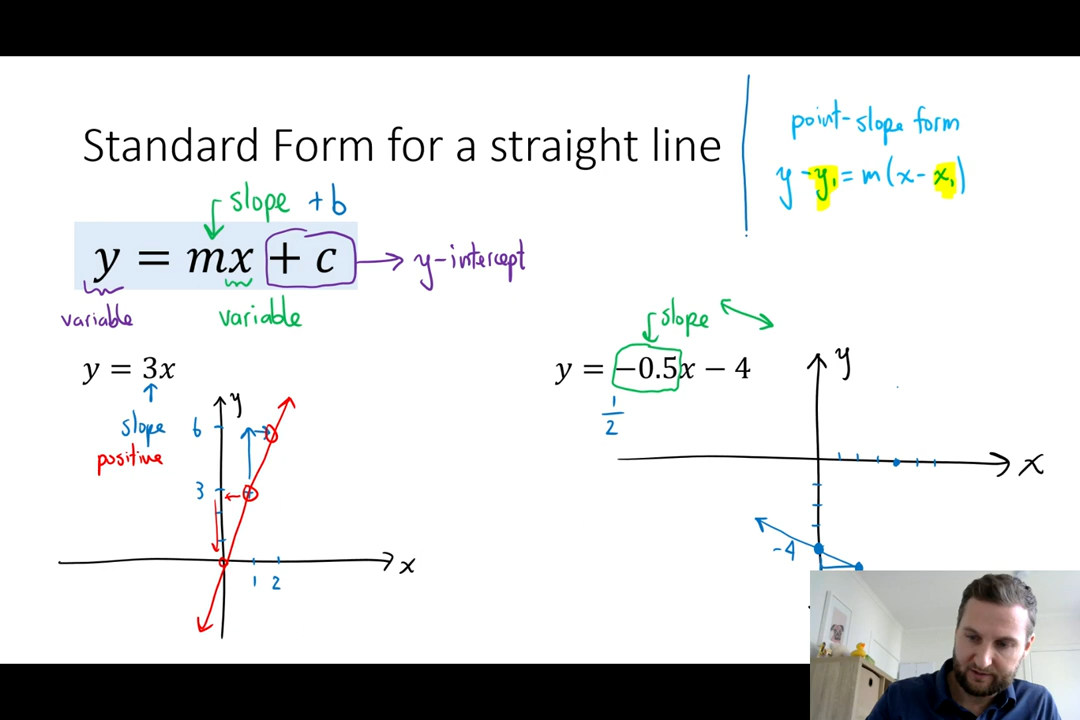 point-slope form
y - y₁ = m(x - x₁)
Standard Form for a straight line
slope + b
y = mx + c
y-intercept
variable
variable
slope
y = 3x
y = −0.5x − 4
1
2
slope
positive
y
6
3
1 2
x
y
x
-4